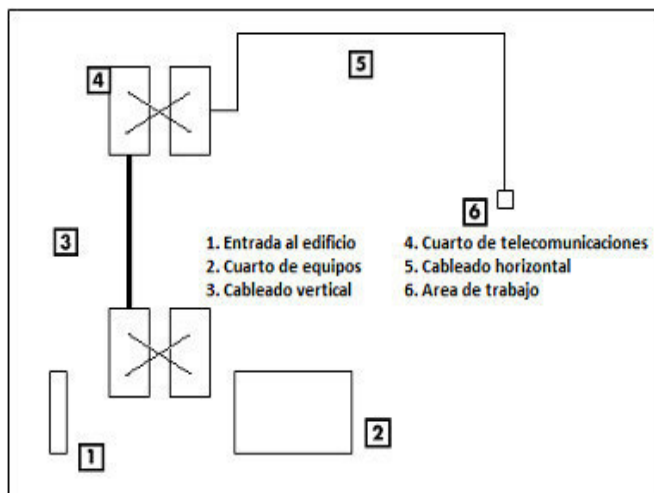 4
5
6
3
1. Entrada al edificio
2. Cuarto de equipos
3. Cableado vertical
4. Cuarto de telecomunicaciones
5. Cableado horizontal
6. Area de trabajo
2
1